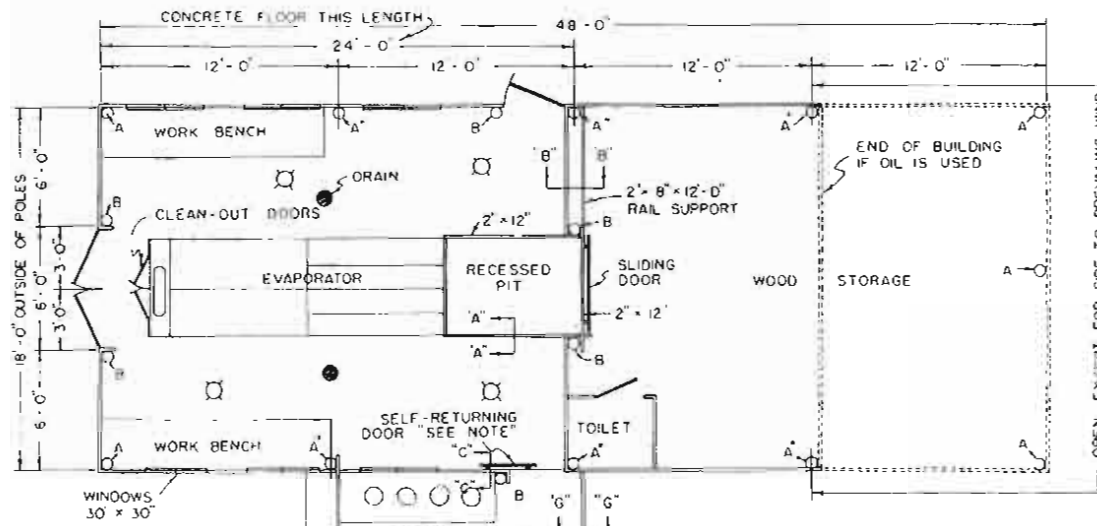 CONCRETE FLOOR THIS LENGTH
48'-0"
24'-0"
12'-0"
12'-0"
12'-0"
12'-0"
A
A"
B
A"
A"
A
WORK BENCH
18'-0" OUTSIDE OF POLES
6'-0"
"B"
"B"
END OF BUILDING
IF OIL IS USED
DRAIN
2" × 8" × 12'-0"
RAIL SUPPORT
B
CLEAN-OUT DOORS
2" × 12"
B
S
6'-0"
3'-0"
3'-0"
EVAPORATOR
RECESSED
PIT
SLIDING
DOOR
WOOD STORAGE
A
"A"
2" × 12'
"A"
B
B
6'-0"
SELF-RETURNING
DOOR "SEE NOTE"
TOILET
WORK BENCH
A
A"
"C"
A"
A"
A
WINDOWS
30" × 30"
"C"
B
"G"
"G"